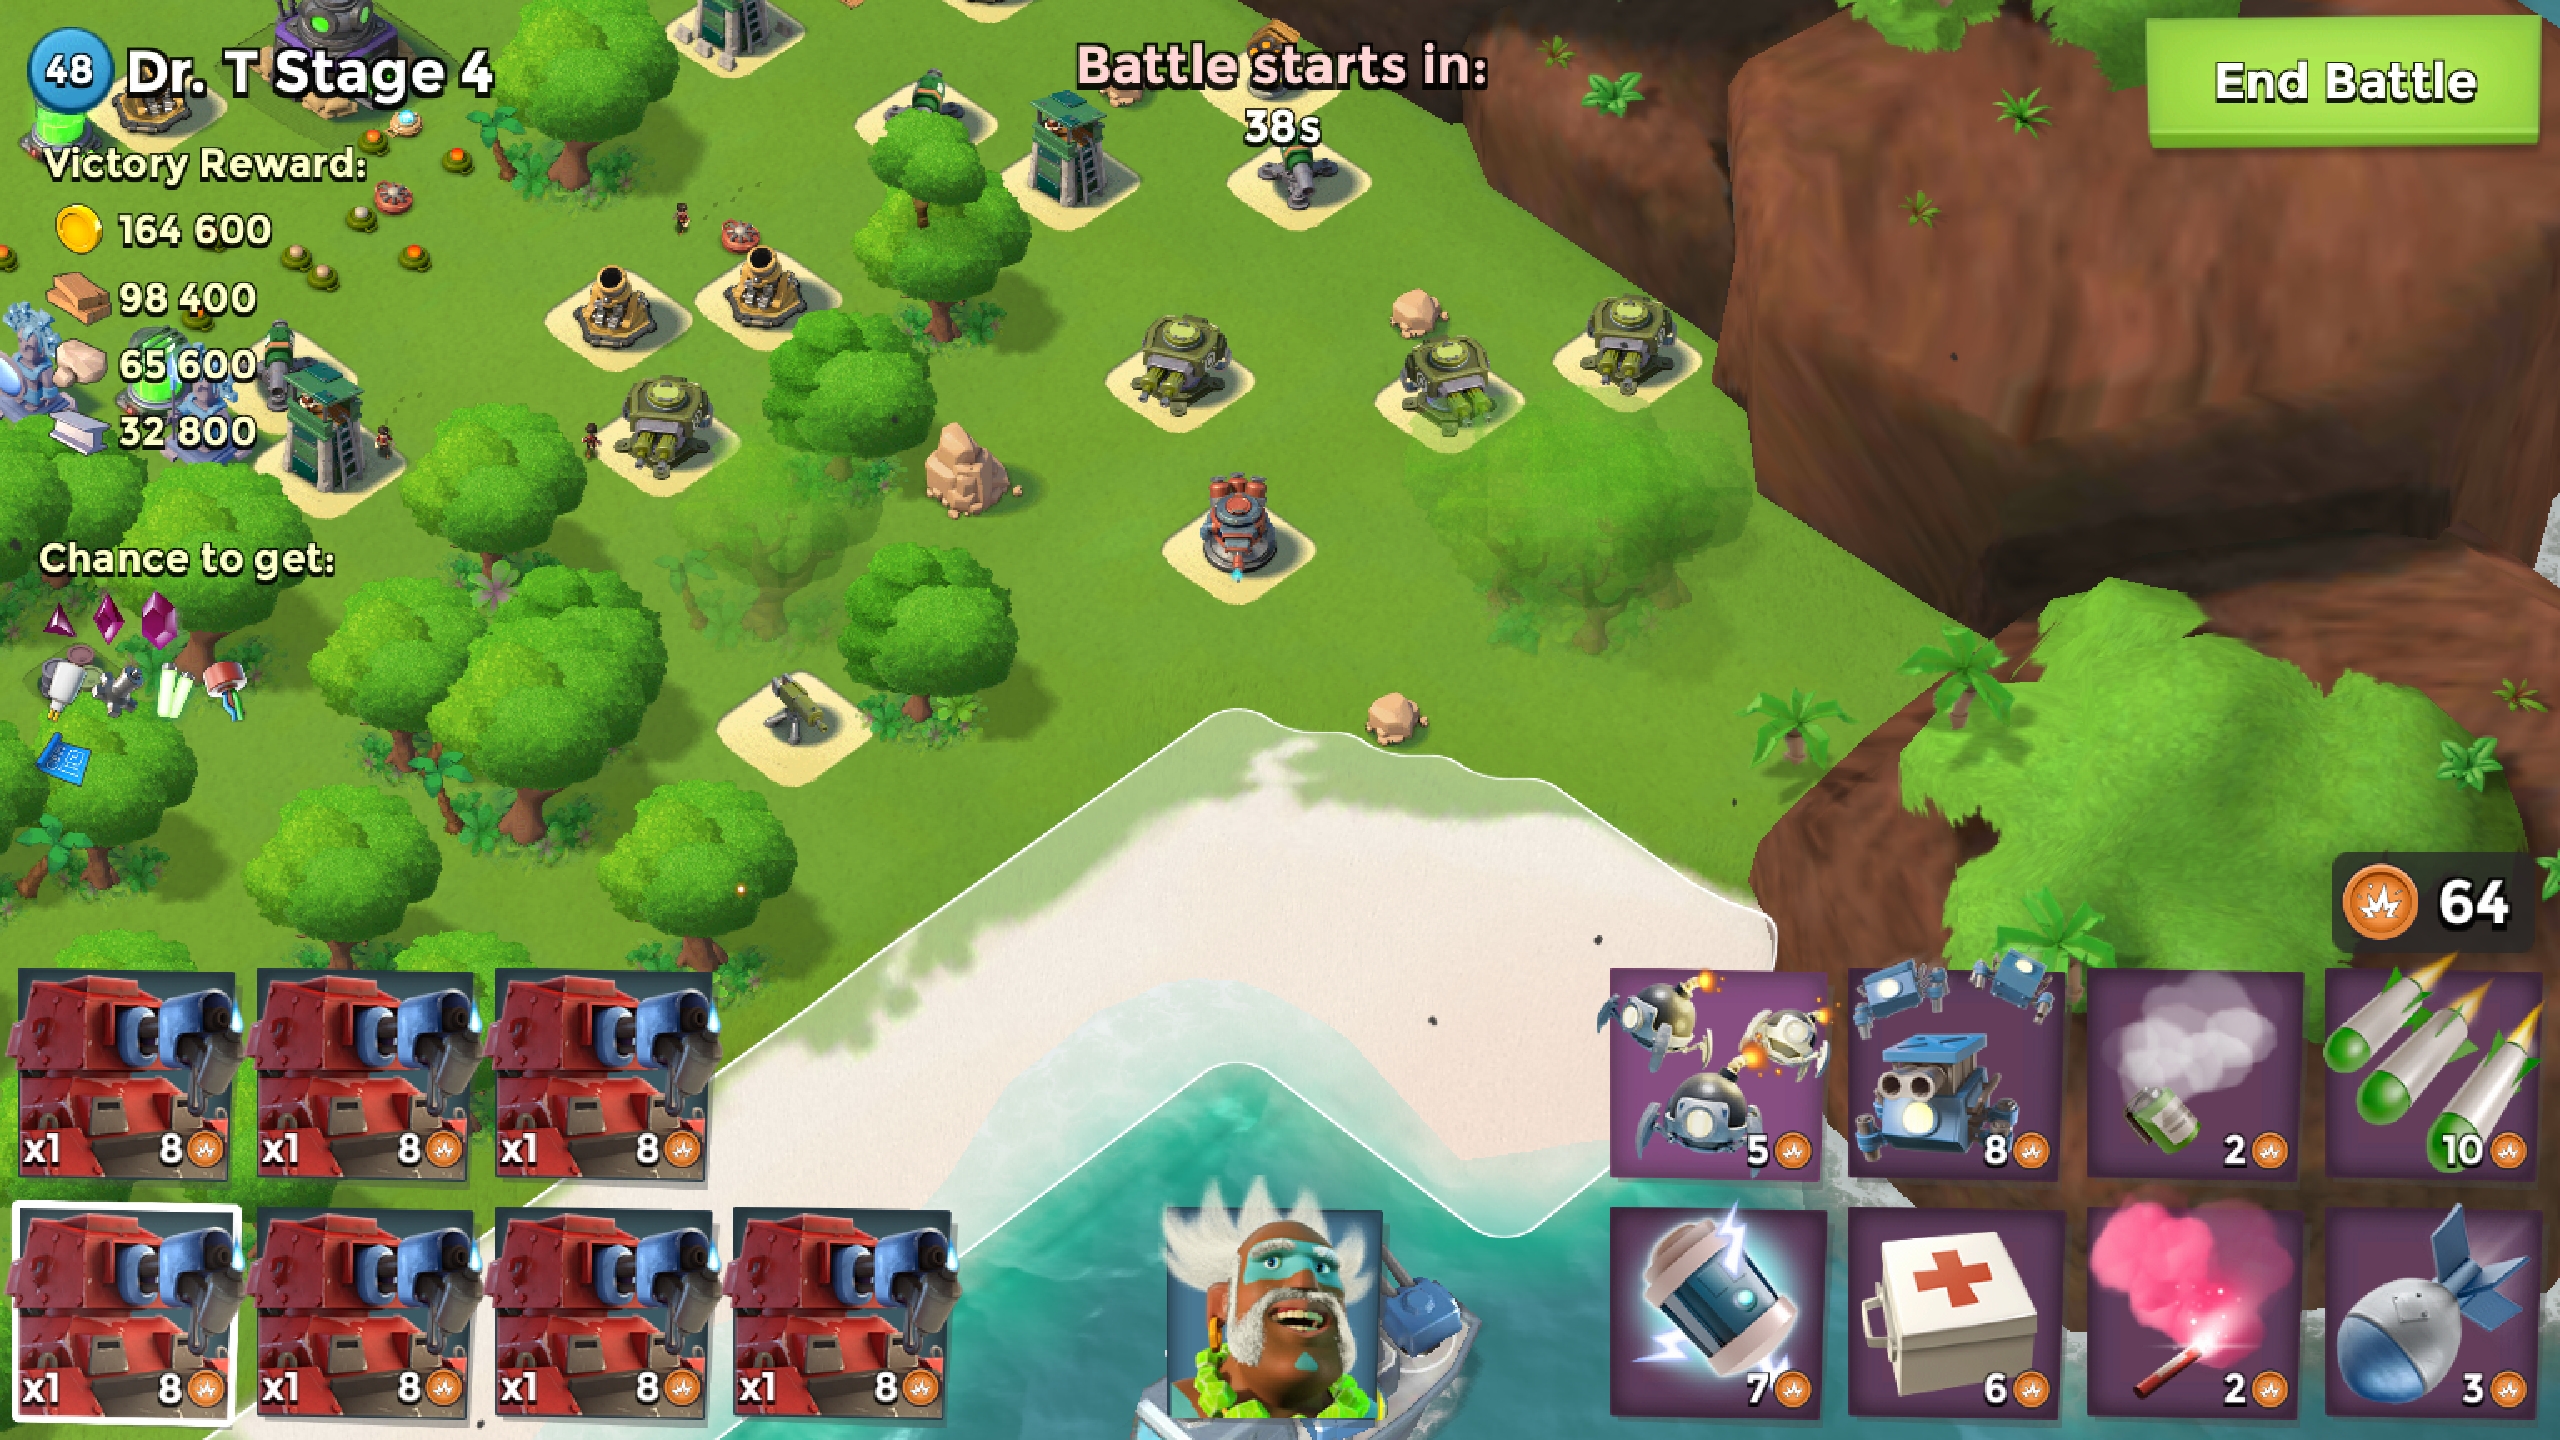 48 Dr. T Stage 4
Battle starts in:
38s
End Battle
Victory Reward:
164 600
98 400
65 600
32 800
Chance to get:
64
x1 8
x1 8
x1 8
5
8
2
10
x1 8
x1 8
x1 8
x1 8
7
6
2
3